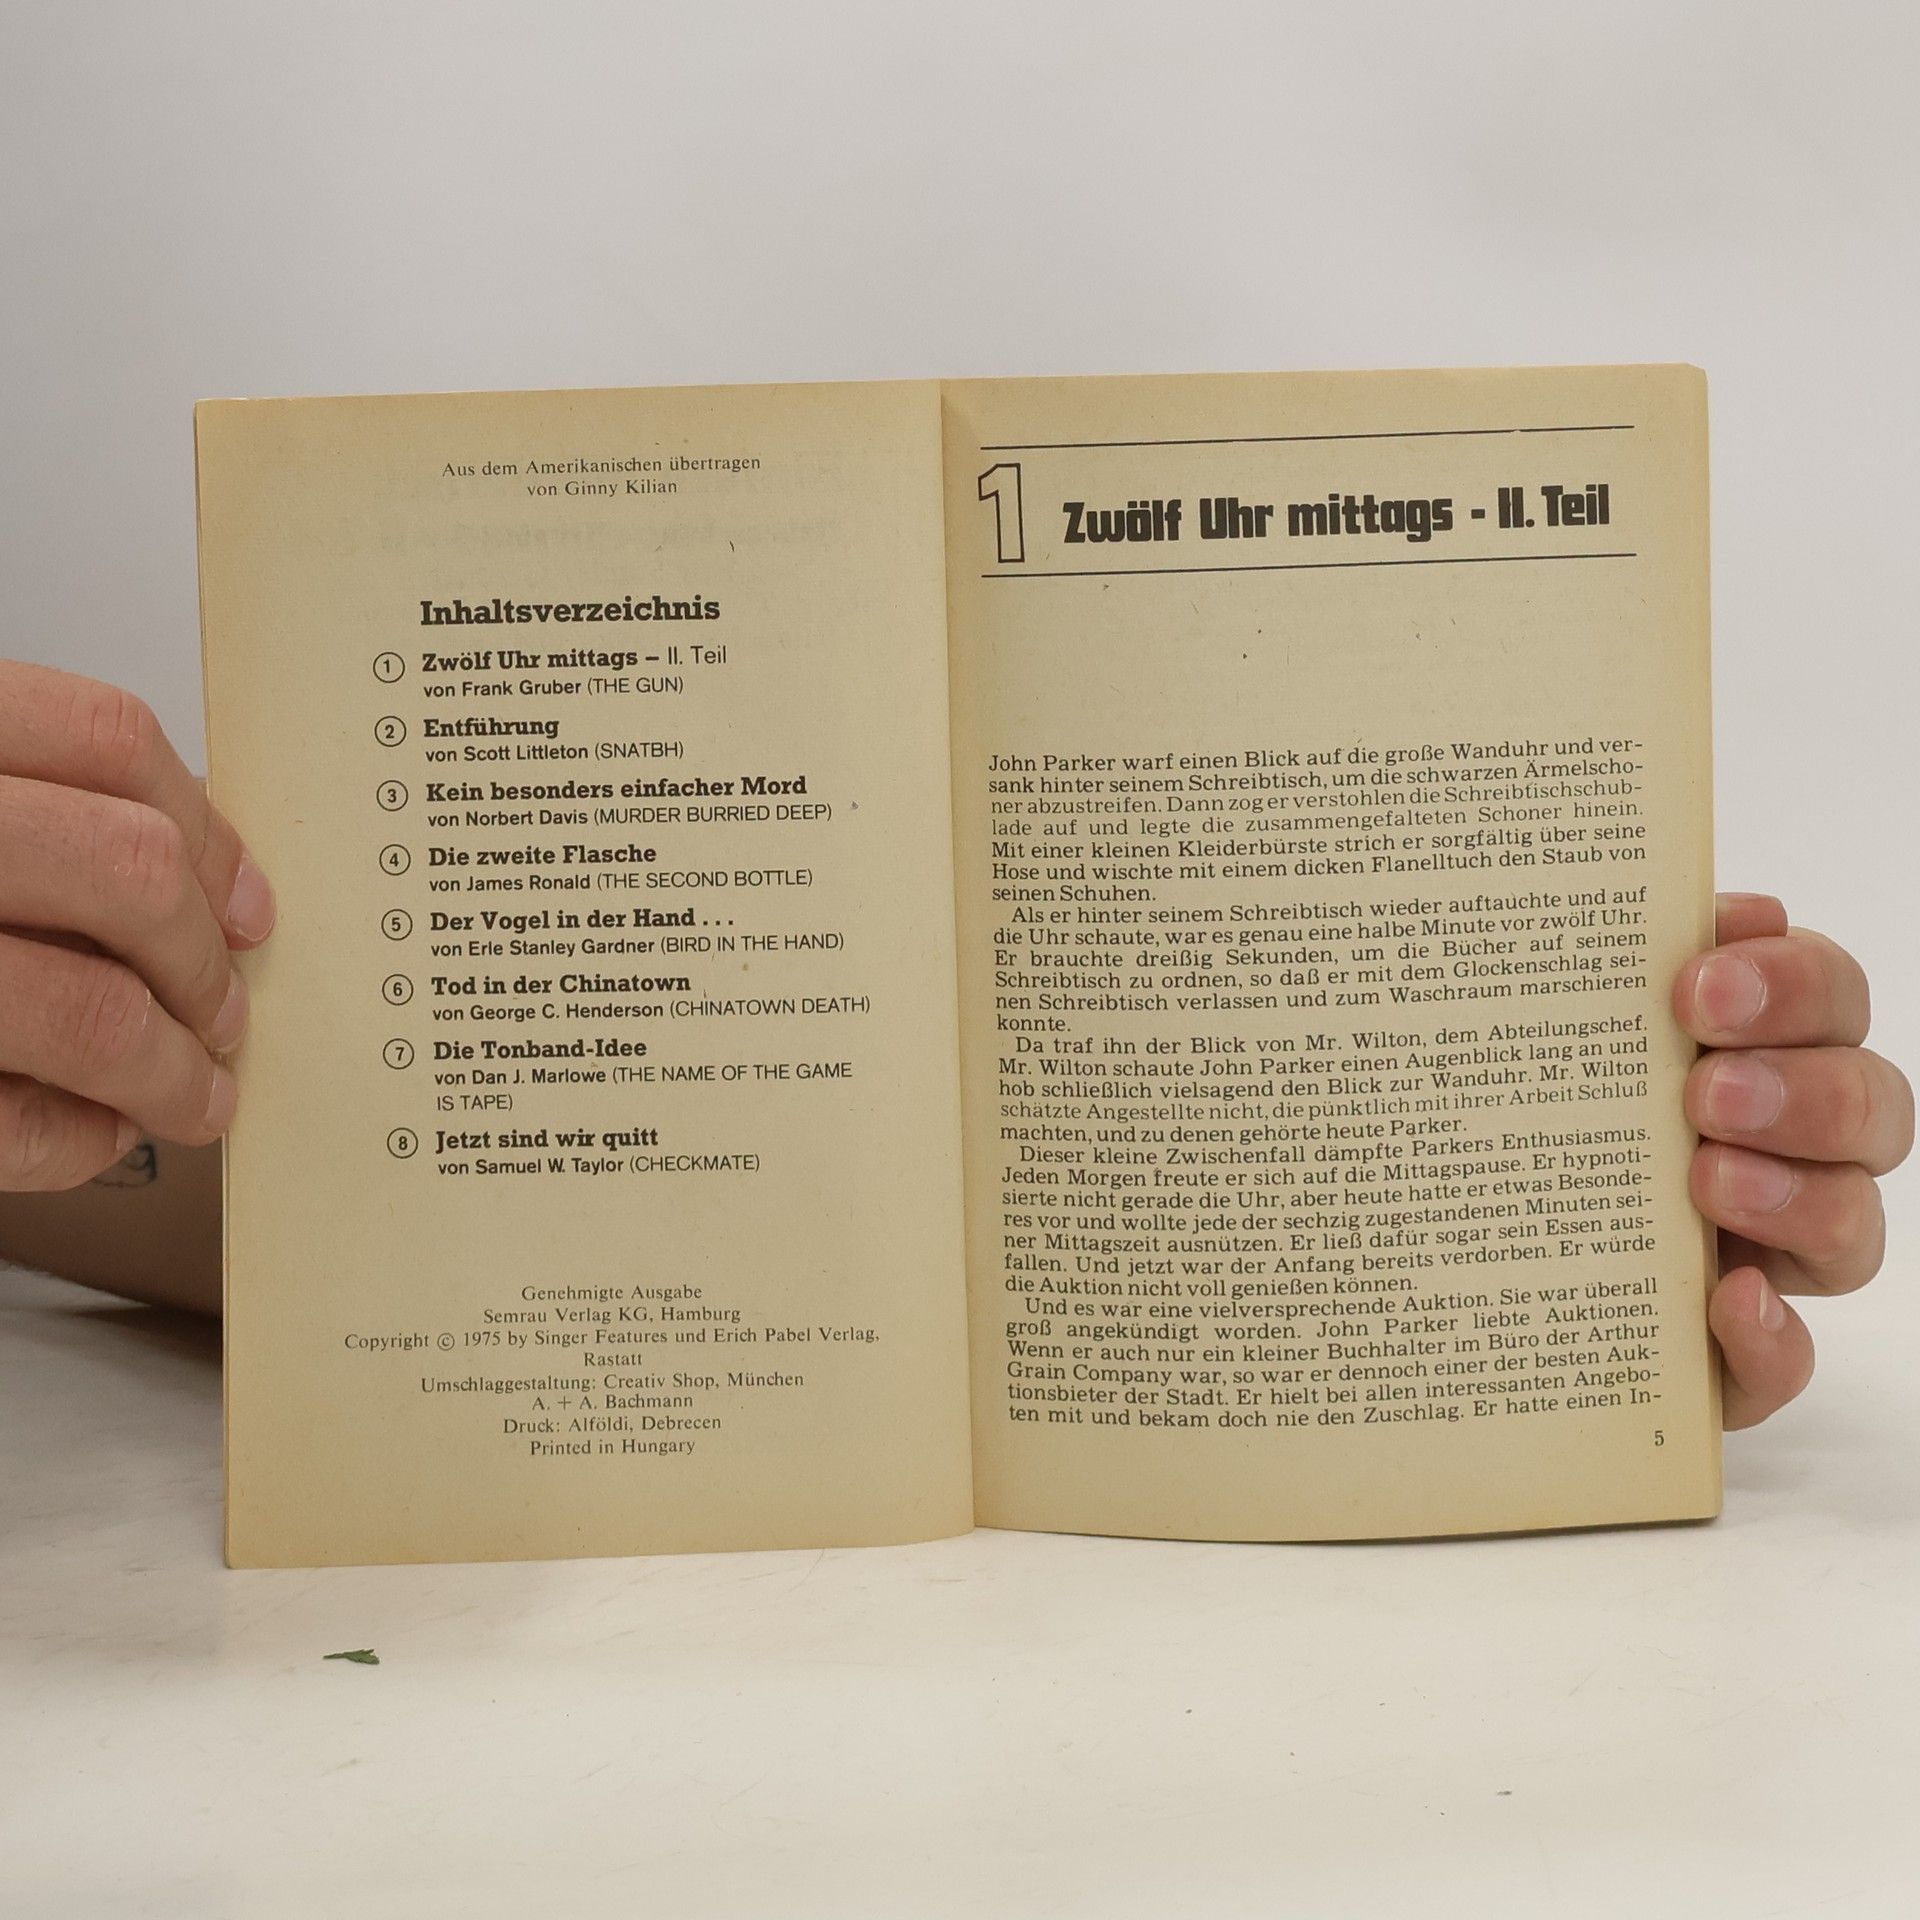 Aus dem Amerikanischen übertragen
von Ginny Kilian
Inhaltsverzeichnis
1 Zwölf Uhr mittags – II. Teil
von Frank Gruber (THE GUN)
2 Entführung
von Scott Littleton (SNATBH)
3 Kein besonders einfacher Mord
von Norbert Davis (MURDER BURRIED DEEP)
4 Die zweite Flasche
von James Ronald (THE SECOND BOTTLE)
5 Der Vogel in der Hand . . .
von Erle Stanley Gardner (BIRD IN THE HAND)
6 Tod in der Chinatown
von George C. Henderson (CHINATOWN DEATH)
7 Die Tonband-Idee
von Dan J. Marlowe (THE NAME OF THE GAME
IS TAPE)
8 Jetzt sind wir quitt
von Samuel W. Taylor (CHECKMATE)
Genehmigte Ausgabe
Semrau Verlag KG, Hamburg
Copyright © 1975 by Singer Features und Erich Pabel Verlag,
Rastatt
Umschlaggestaltung: Creativ Shop, München
A. + A. Bachmann
Druck: Alföldi, Debrecen
Printed in Hungary
1 Zwölf Uhr mittags - II. Teil
John Parker warf einen Blick auf die große Wanduhr und ver-
sank hinter seinem Schreibtisch, um die schwarzen Ärmelscho-
ner abzustreifen. Dann zog er verstohlen die Schreibtischschub-
lade auf und legte die zusammengefalteten Schoner hinein.
Mit einer kleinen Kleiderbürste strich er sorgfältig über seine
Hose und wischte mit einem dicken Flanelltuch den Staub von
seinen Schuhen.
Als er hinter seinem Schreibtisch wieder auftauchte und auf
die Uhr schaute, war es genau eine halbe Minute vor zwölf Uhr.
Er brauchte dreißig Sekunden, um die Bücher auf seinem
Schreibtisch zu ordnen, so daß er mit dem Glockenschlag sei-
nen Schreibtisch verlassen und zum Waschraum marschieren
konnte.
Da traf ihn der Blick von Mr. Wilton, dem Abteilungschef.
Mr. Wilton schaute John Parker einen Augenblick lang an und
hob schließlich vielsagend den Blick zur Wanduhr. Mr. Wilton
schätzte Angestellte nicht, die pünktlich mit ihrer Arbeit Schluß
machten, und zu denen gehörte heute Parker.
Dieser kleine Zwischenfall dämpfte Parkers Enthusiasmus.
Jeden Morgen freute er sich auf die Mittagspause. Er hypnoti-
sierte nicht gerade die Uhr, aber heute hatte er etwas Besonde-
res vor und wollte jede der sechzig zugestandenen Minuten sei-
ner Mittagszeit ausnützen. Er ließ dafür sogar sein Essen aus-
fallen. Und jetzt war der Anfang bereits verdorben. Er würde
die Auktion nicht voll genießen können.
Und es war eine vielversprechende Auktion. Sie war überall
groß angekündigt worden. John Parker liebte Auktionen.
Wenn er auch nur ein kleiner Buchhalter im Büro der Arthur
Grain Company war, so war er dennoch einer der besten Auk-
tionsbieter der Stadt. Er hielt bei allen interessanten Angebo-
ten mit und bekam doch nie den Zuschlag. Er hatte einen In-
5